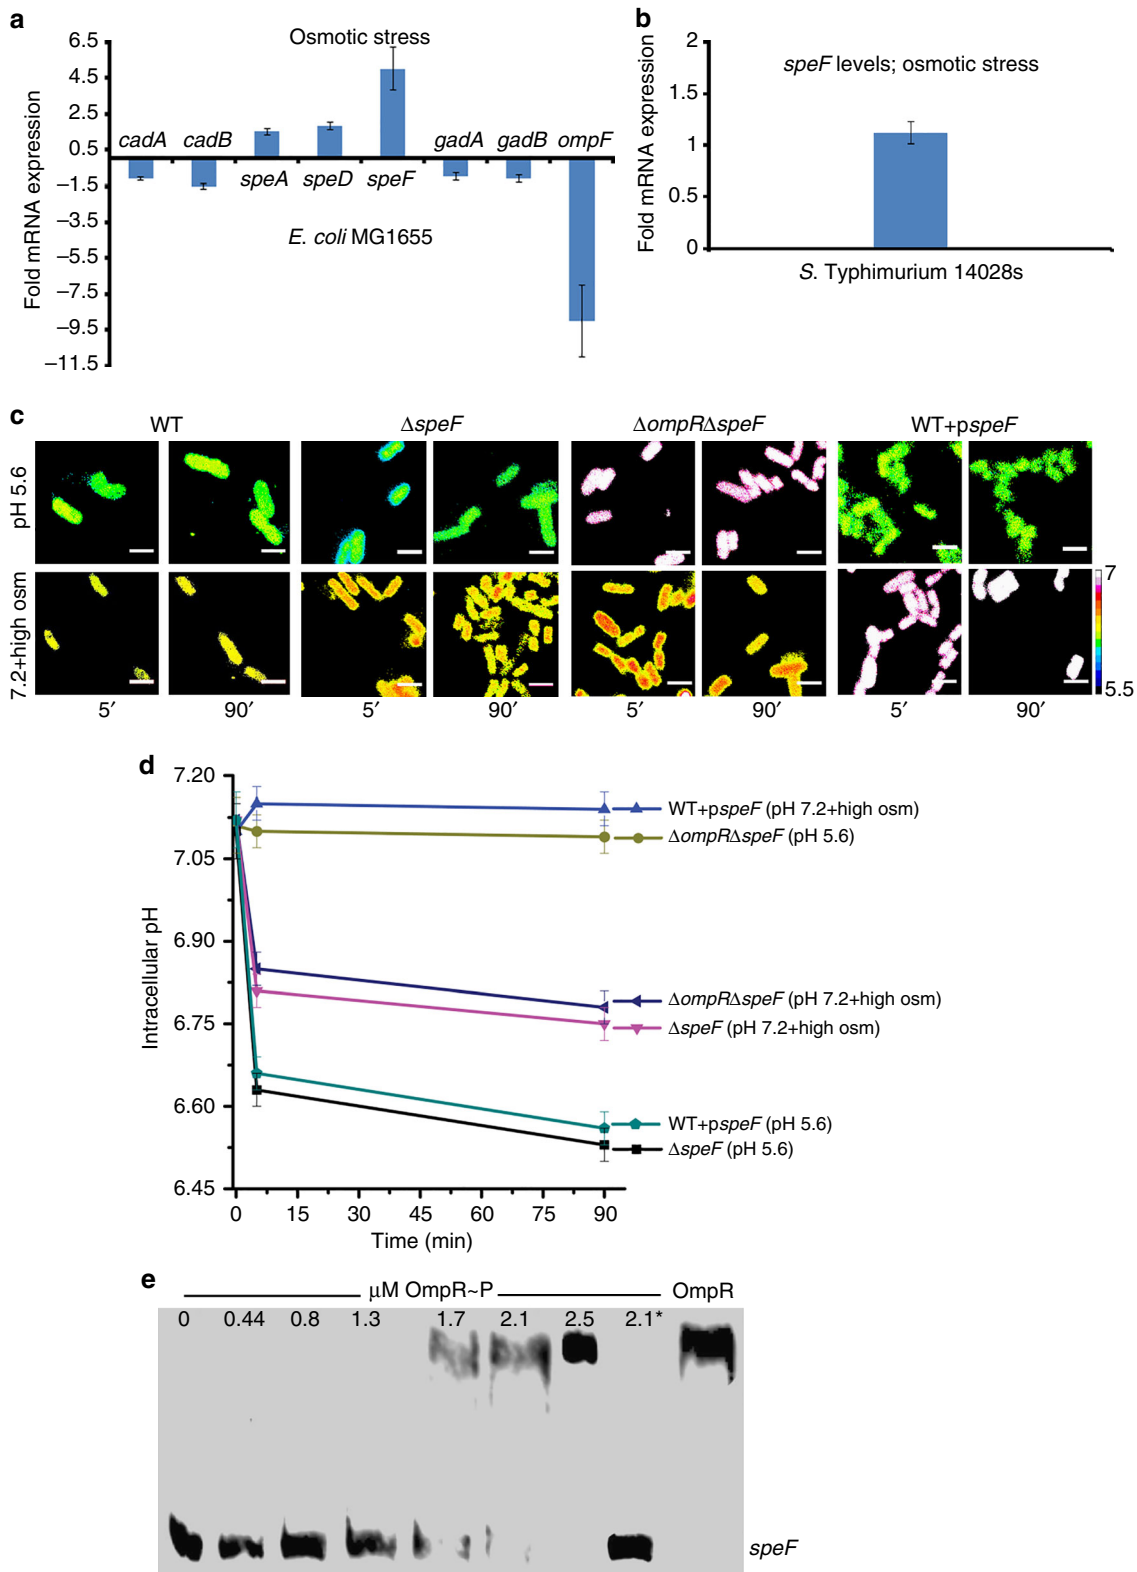 a
Osmotic stress
Fold mRNA expression
6.5
4.5
2.5
0.5
−1.5
−3.5
−5.5
−7.5
−9.5
−11.5
cadA cadB gadA gadB ompF
speA speD speF
E. coli MG1655
b
Fold mRNA expression
2
1.5
1
0.5
0
speF levels; osmotic stress
S. Typhimurium 14028s
c
WT ΔspeF ΔompRΔspeF WT+pspeF
pH 5.6
7.2+high osm
7
5.5
5′ 90′ 5′ 90′ 5′ 90′ 5′ 90′
d
Intracellular pH
7.20
7.05
6.90
6.75
6.60
6.45
WT+pspeF (pH 7.2+high osm)
ΔompRΔspeF (pH 5.6)
ΔompRΔspeF (pH 7.2+high osm)
ΔspeF (pH 7.2+high osm)
WT+pspeF (pH 5.6)
ΔspeF (pH 5.6)
0 15 30 45 60 75 90
Time (min)
e
μM OmpR~P OmpR
0 0.44 0.8 1.3 1.7 2.1 2.5 2.1*
speF